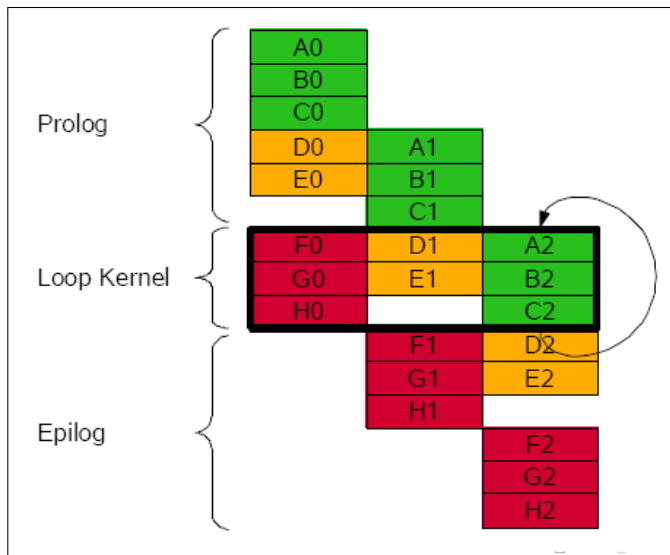 A0
B0
C0
Prolog
D0 A1
E0 B1
C1
F0 D1 A2
Loop Kernel
G0 E1 B2
H0 C2
F1 D2
G1 E2
H1
Epilog
F2
G2
H2